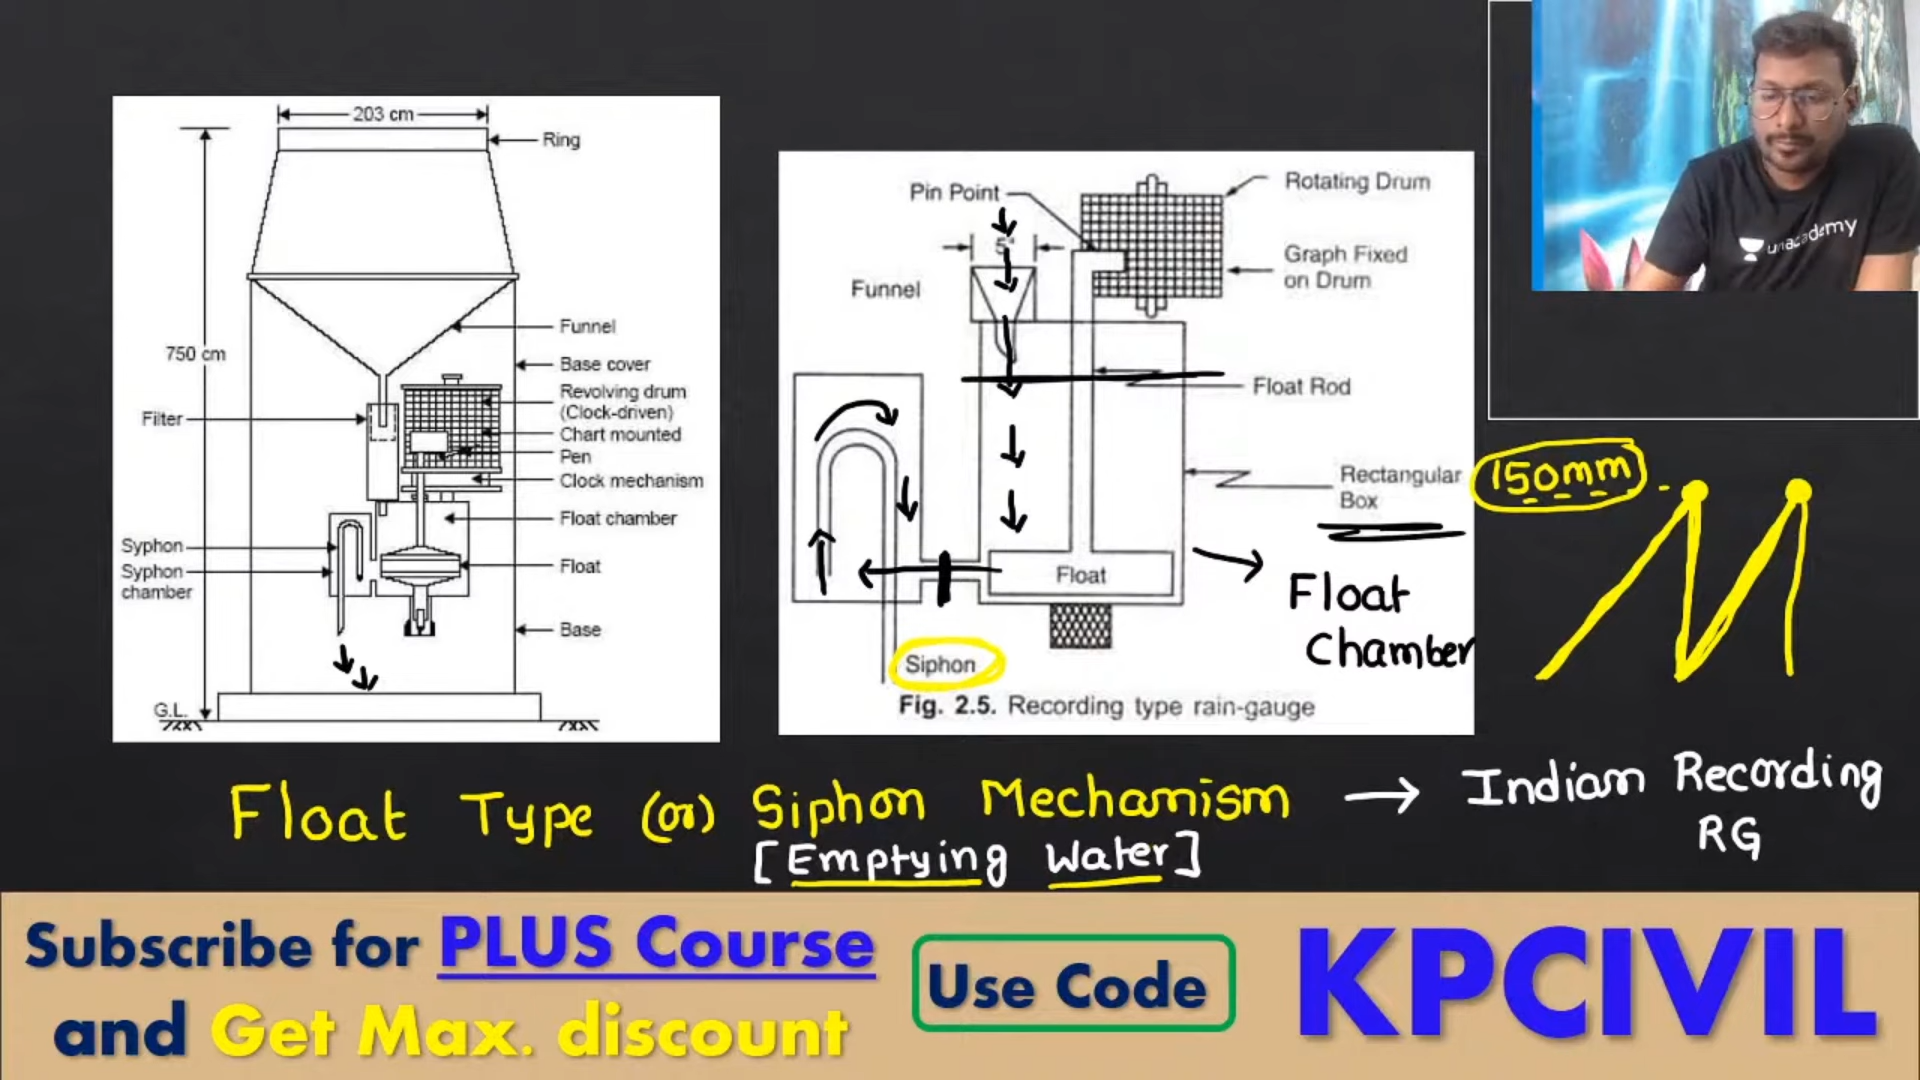 203 cm
Ring
750 cm
Funnel
Base cover
Revolving drum
(Clock-driven)
Filter
Chart mounted
Pen
Clock mechanism
Float chamber
Syphon
Float
Syphon
chamber
Base
G.L.
Pin Point
Rotating Drum
5"
Graph Fixed
on Drum
Funnel
Float Rod
Rectangular
Box
Float
Siphon
Fig. 2.5. Recording type rain-gauge
Float
Chamber
150mm
unacademy
Float Type (or) Siphon Mechanism → Indian Recording
RG
[Emptying Water]
Subscribe for PLUS Course
and Get Max. discount
Use Code
KPCIVIL